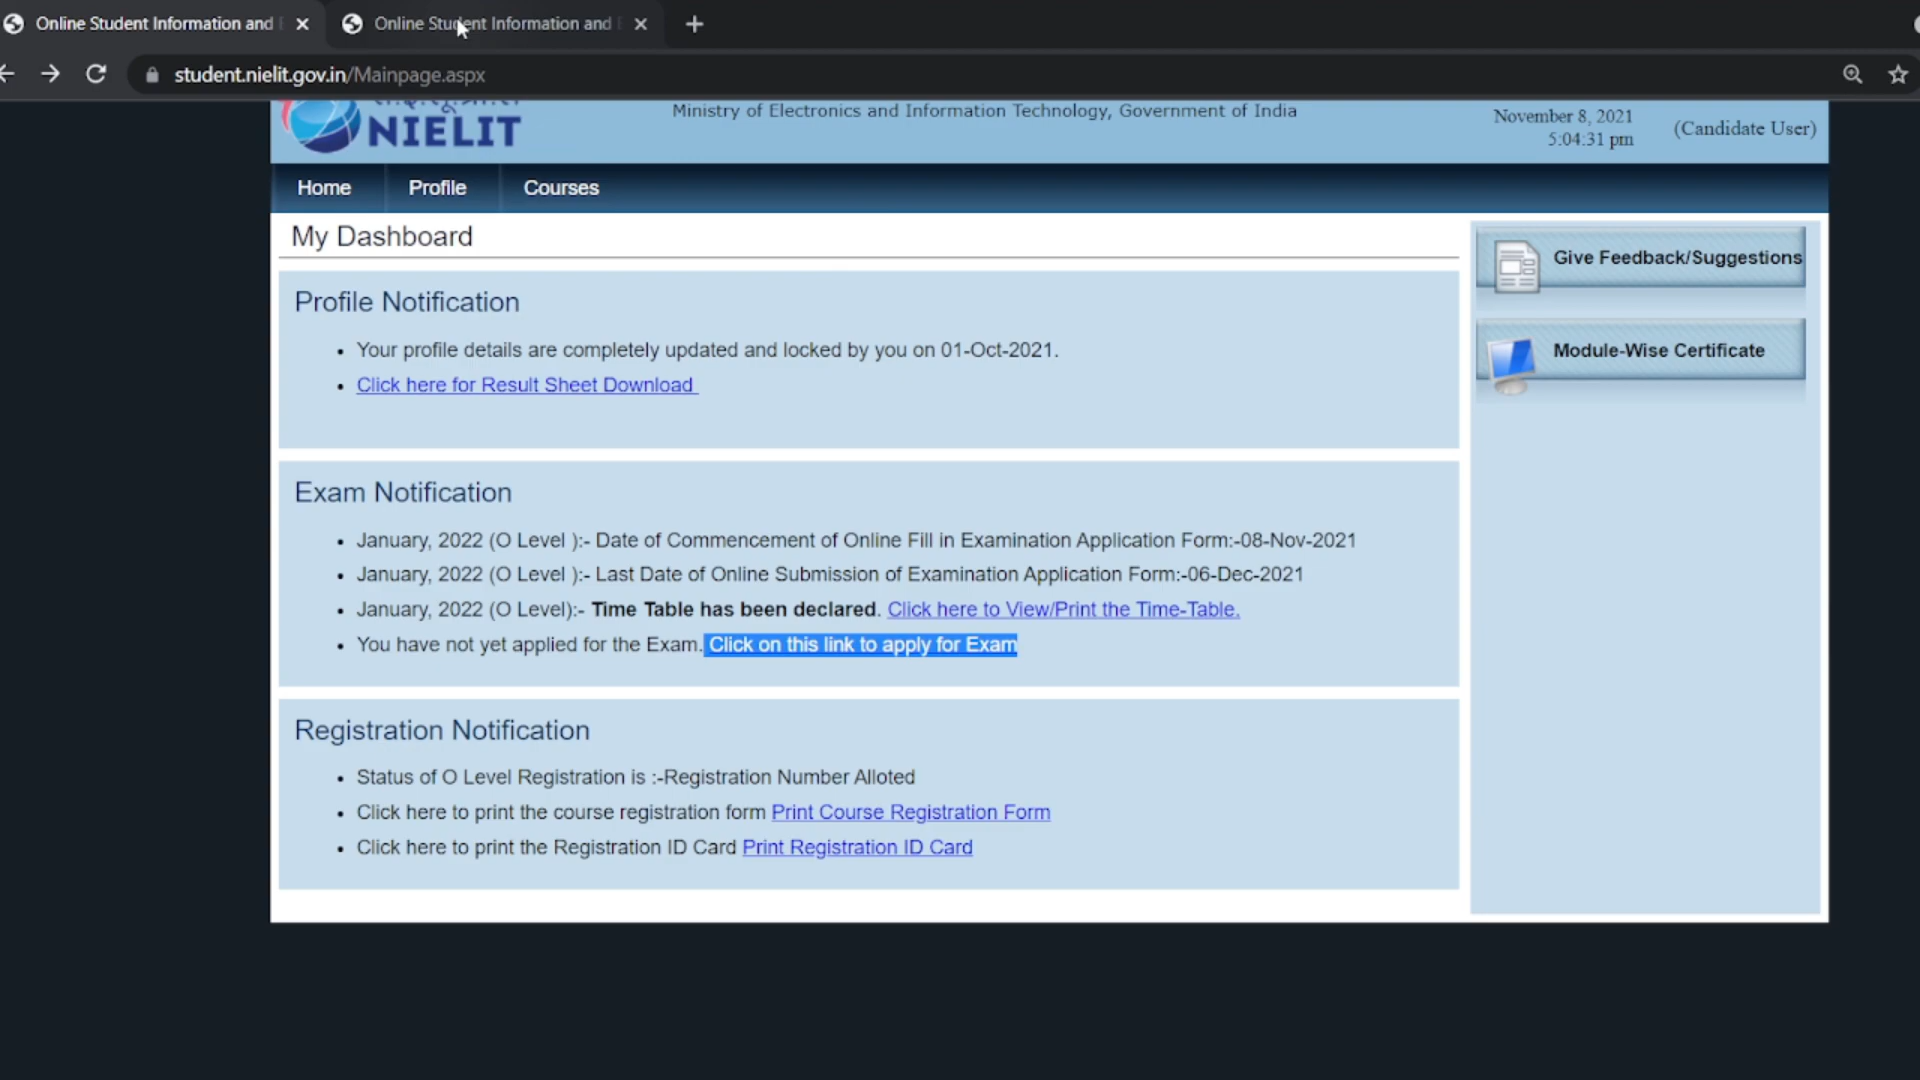 Online Student Information and
Online Student Information and
student.nielit.gov.in/Mainpage.aspx
NIELIT
Ministry of Electronics and Information Technology, Government of India
November 8, 2021
5:04:31 pm
(Candidate User)
Home
Profile
Courses
My Dashboard
Profile Notification
• Your profile details are completely updated and locked by you on 01-Oct-2021.
• Click here for Result Sheet Download
Exam Notification
• January, 2022 (O Level ):- Date of Commencement of Online Fill in Examination Application Form:-08-Nov-2021
• January, 2022 (O Level ):- Last Date of Online Submission of Examination Application Form:-06-Dec-2021
• January, 2022 (O Level):- Time Table has been declared. Click here to View/Print the Time-Table.
• You have not yet applied for the Exam. Click on this link to apply for Exam
Registration Notification
• Status of O Level Registration is :-Registration Number Alloted
• Click here to print the course registration form Print Course Registration Form
• Click here to print the Registration ID Card Print Registration ID Card
Give Feedback/Suggestions
Module-Wise Certificate